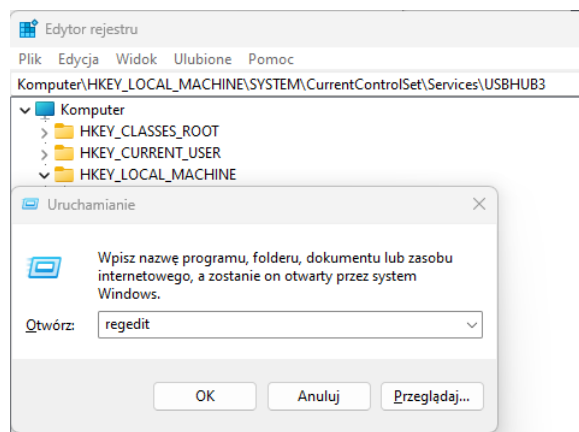 Edytor rejestru
Plik Edycja Widok Ulubione Pomoc
Komputer\HKEY_LOCAL_MACHINE\SYSTEM\CurrentControlSet\Services\USBHUB3
Komputer
HKEY_CLASSES_ROOT
HKEY_CURRENT_USER
HKEY_LOCAL_MACHINE
Uruchamianie
Wpisz nazwę programu, folderu, dokumentu lub zasobu
internetowego, a zostanie on otwarty przez system
Windows.
Otwórz: regedit
OK Anuluj Przeglądaj...